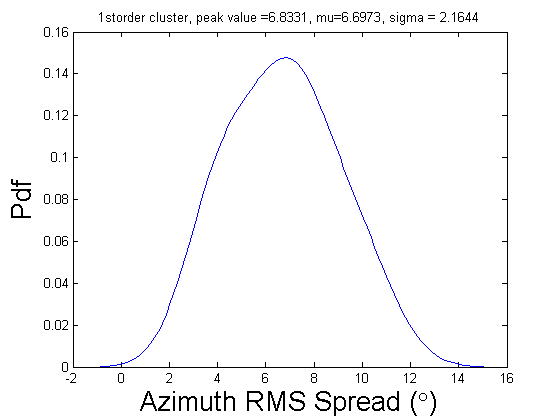 1storder cluster, peak value =6.8331, mu=6.6973, sigma = 2.1644
0.16
0.14
0.12
0.1
0.08
0.06
0.04
0.02
0
Pdf
-2 0 2 4 6 8 10 12 14 16
Azimuth RMS Spread (°)